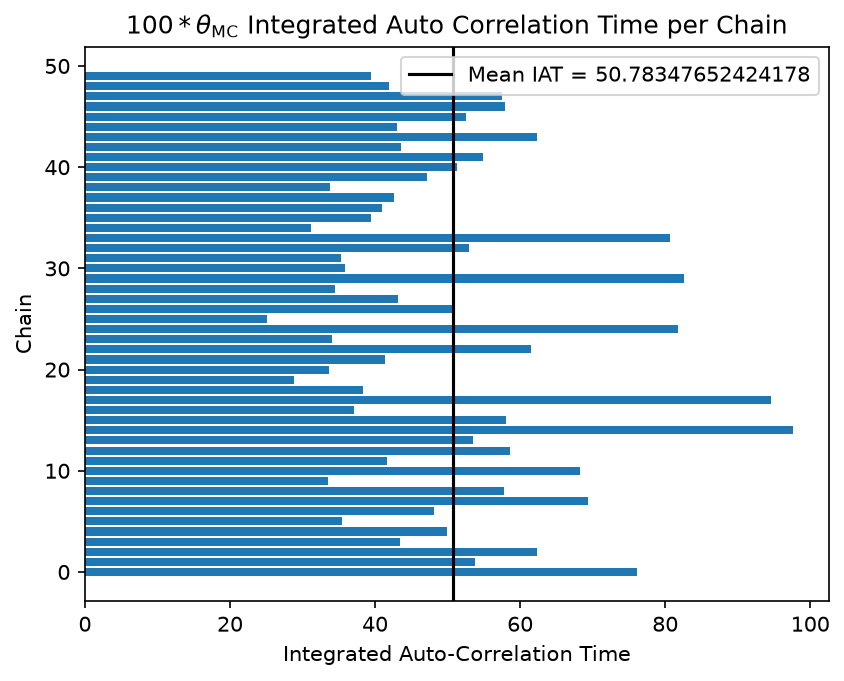 100 * θMC Integrated Auto Correlation Time per Chain
Mean IAT = 50.78347652424178
50
40
30
20
10
0
Chain
0 20 40 60 80 100
Integrated Auto-Correlation Time